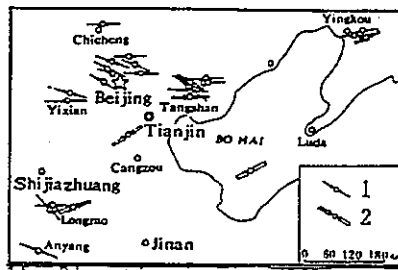 Yingkou
Chicheng
Beijing
Tangshan
Yixian
Tianjin
BO HAI
Luda
Cangzou
Shijiazhuang
1
2
Longrao
Anyang
Jinan
0 60 120 180